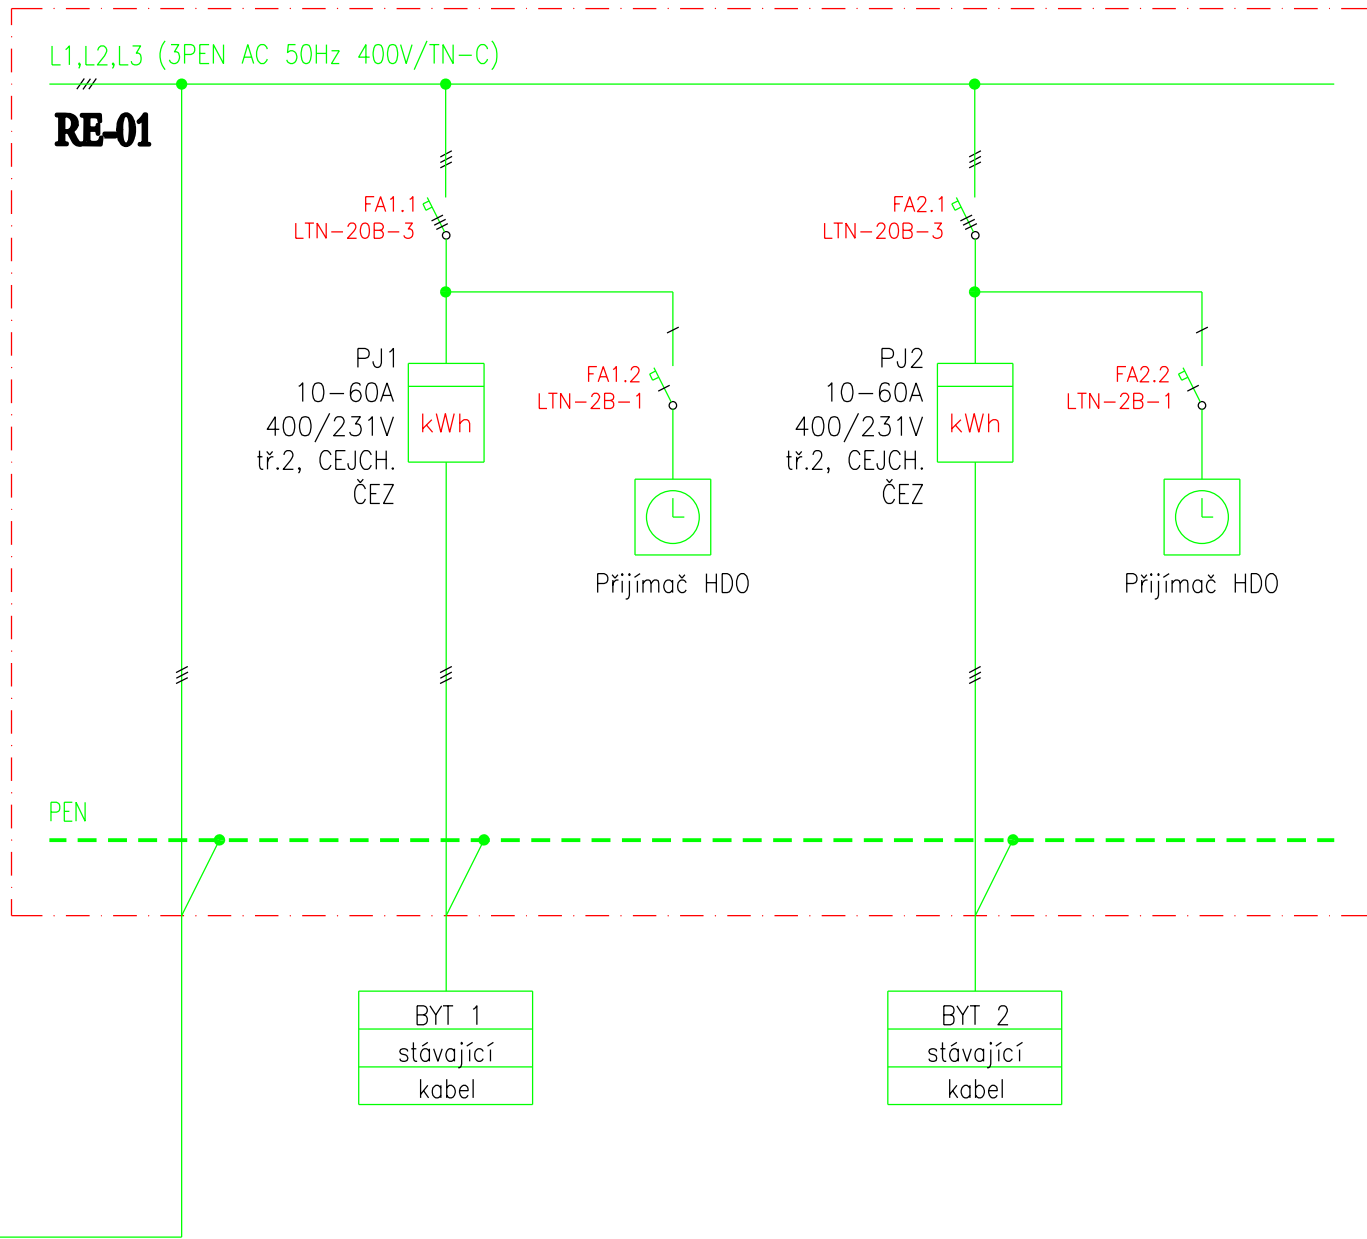 L1,L2,L3 (3PEN AC 50Hz 400V/TN-C)
RE-01
FA1.1
LTN-20B-3
FA2.1
LTN-20B-3
PJ1
10-60A
400/231V
tř.2, CEJCH.
ČEZ
kWh
FA1.2
LTN-2B-1
Přijímač HDO
PJ2
10-60A
400/231V
tř.2, CEJCH.
ČEZ
kWh
FA2.2
LTN-2B-1
Přijímač HDO
PEN
BYT 1
stávající
kabel
BYT 2
stávající
kabel